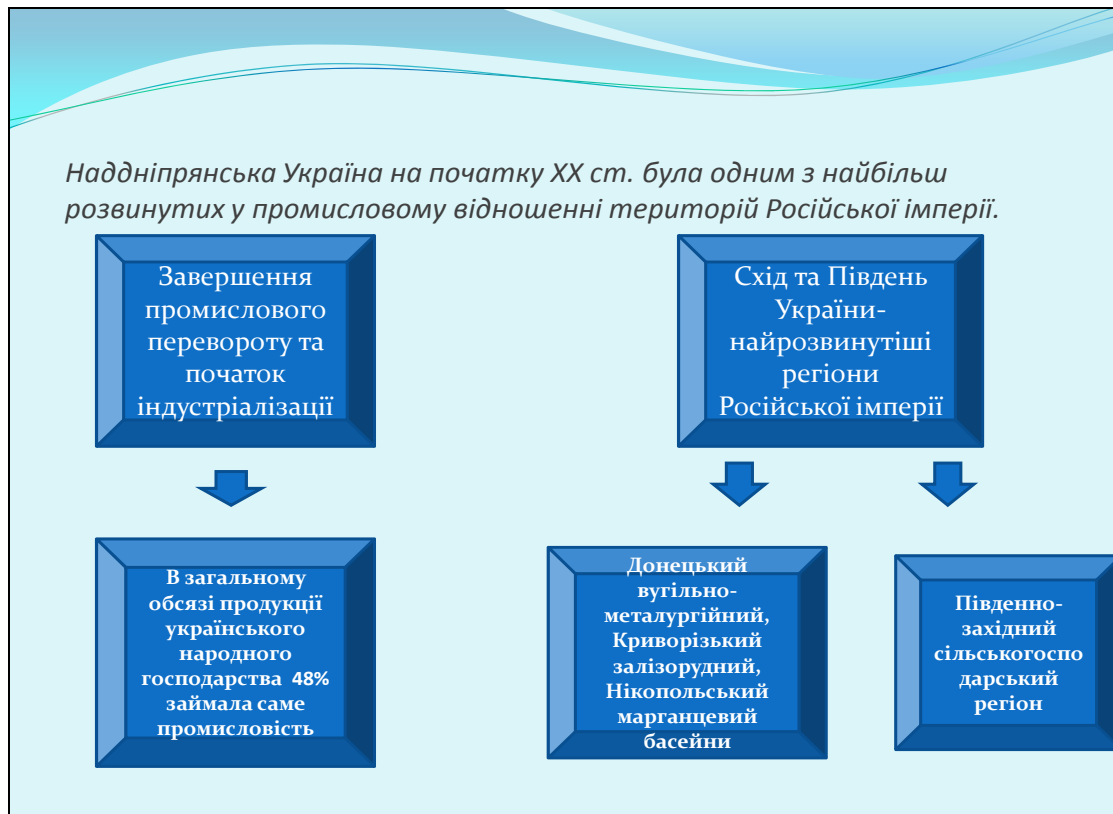 Наддніпрянська Україна на початку ХХ ст. була одним з найбільш
розвинутих у промисловому відношенні територій Російської імперії.
Завершення
промислового
перевороту та
початок
індустріалізації
Схід та Південь
України-
найрозвинутіші
регіони
Російської імперії
В загальному
обсязі продукції
українського
народного
господарства 48%
займала саме
промисловість
Донецький
вугільно-
металургійний,
Криворізький
залізорудний,
Нікопольський
марганцевий
басейни
Південно-
західний
сільськогоспо
дарський
регіон